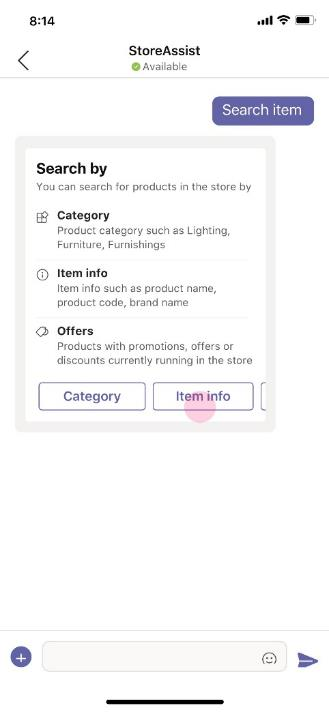 8:14
StoreAssist
Available
Search item
Search by
You can search for products in the store by
Category
Product category such as Lighting,
Furniture, Furnishings
Item info
Item info such as product name,
product code, brand name
Offers
Products with promotions, offers or
discounts currently running in the store
Category
Item info